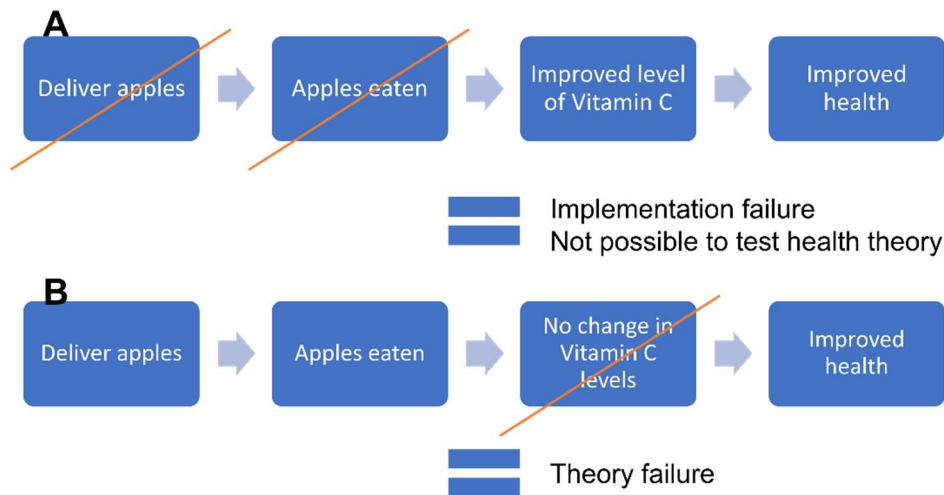 A
Deliver apples
Apples eaten
Improved level
of Vitamin C
Improved
health
Implementation failure
Not possible to test health theory
B
Deliver apples
Apples eaten
No change in
Vitamin C
levels
Improved
health
Theory failure